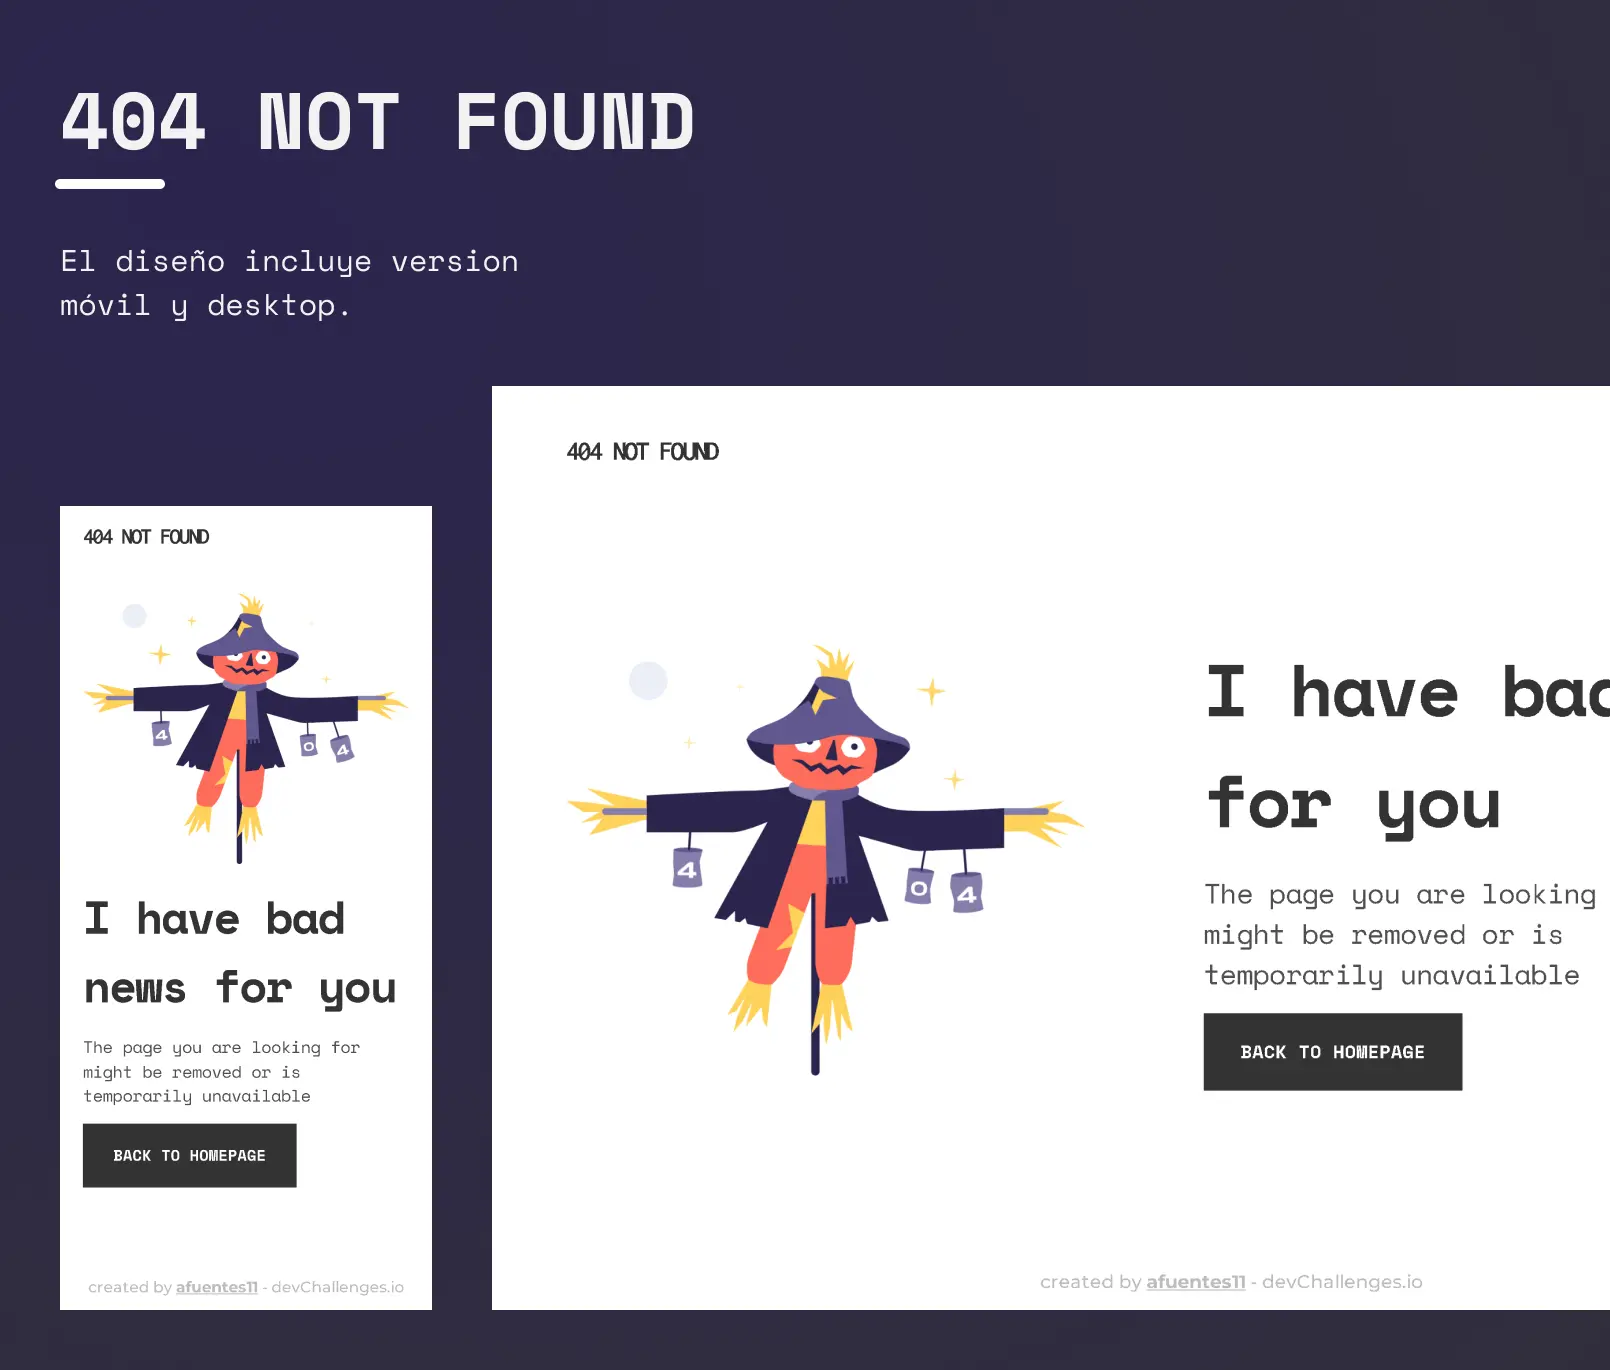 404 NOT FOUND
El diseño incluye version
móvil y desktop.
404 NOT FOUND
4
0
4
I have bad
news for you
The page you are looking for
might be removed or is
temporarily unavailable
BACK TO HOMEPAGE
created by afuentes11 - devChallenges.io
404 NOT FOUND
4
0
4
I have bad
for you
The page you are looking
might be removed or is
temporarily unavailable
BACK TO HOMEPAGE
created by afuentes11 - devChallenges.io